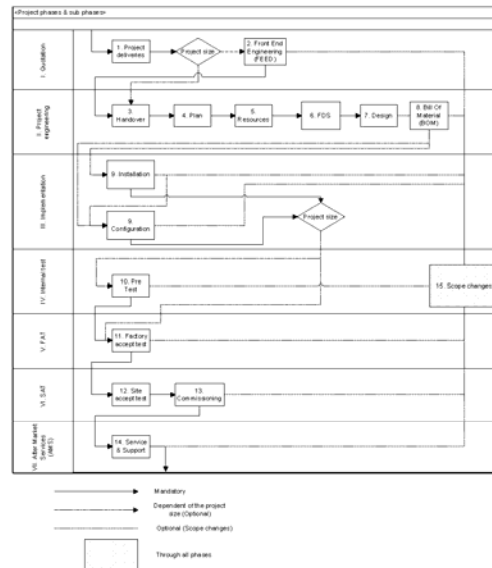 <Project phases & sub phases>
I: Quotation
1. Project
deliveries
Project size
2. Front End
Engineering
(FEED)
II: Project
engineering
3.
Handover
4. Plan
5.
Resources
6. FDS
7. Design
8. Bill Of
Material
(BOM)
III: Implementation
9. Installation
9.
Configuration
Project size
IV: Internal test
10. Pre
Test
15. Scope changes
V: FAT
11. Factory
accept test
VI: SAT
12. Site
accept test
13.
Commissioning
VII: After Market
Services
(AMS)
14. Service
& Support
Mandatory
Dependent of the project
size (Optional)
Optional (Scope changes)
Through all phases